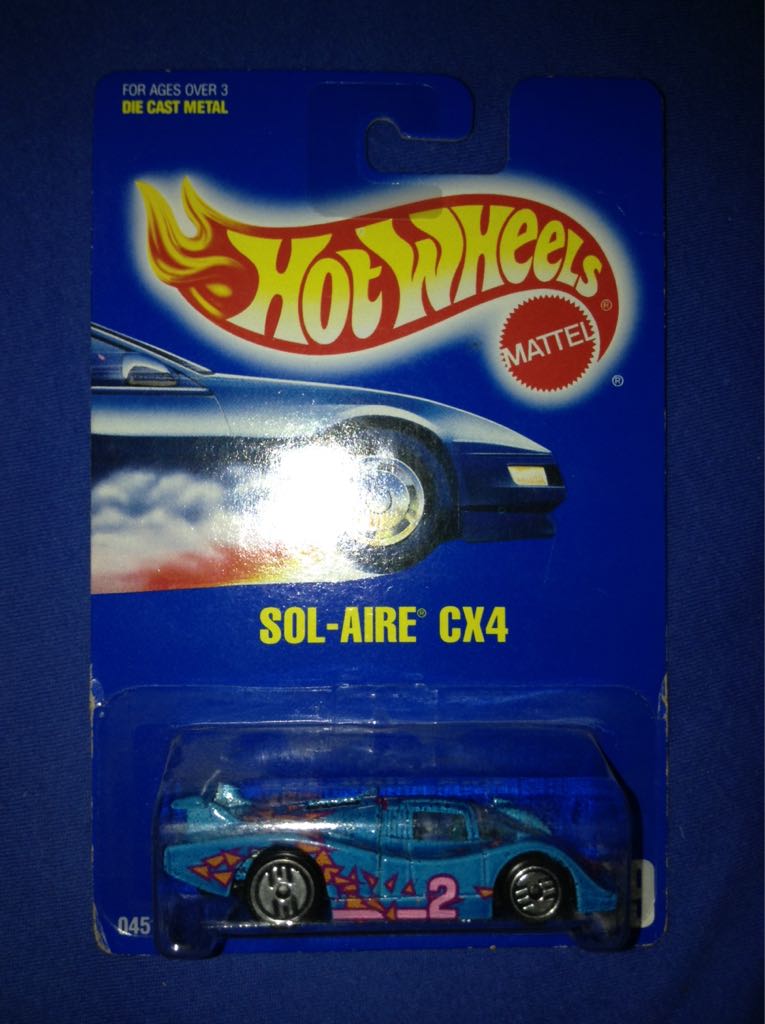 FOR AGES OVER 3
DIE CAST METAL
HOT WHEELS®
MATTEL
®
SOL-AIRE® CX4
2
045